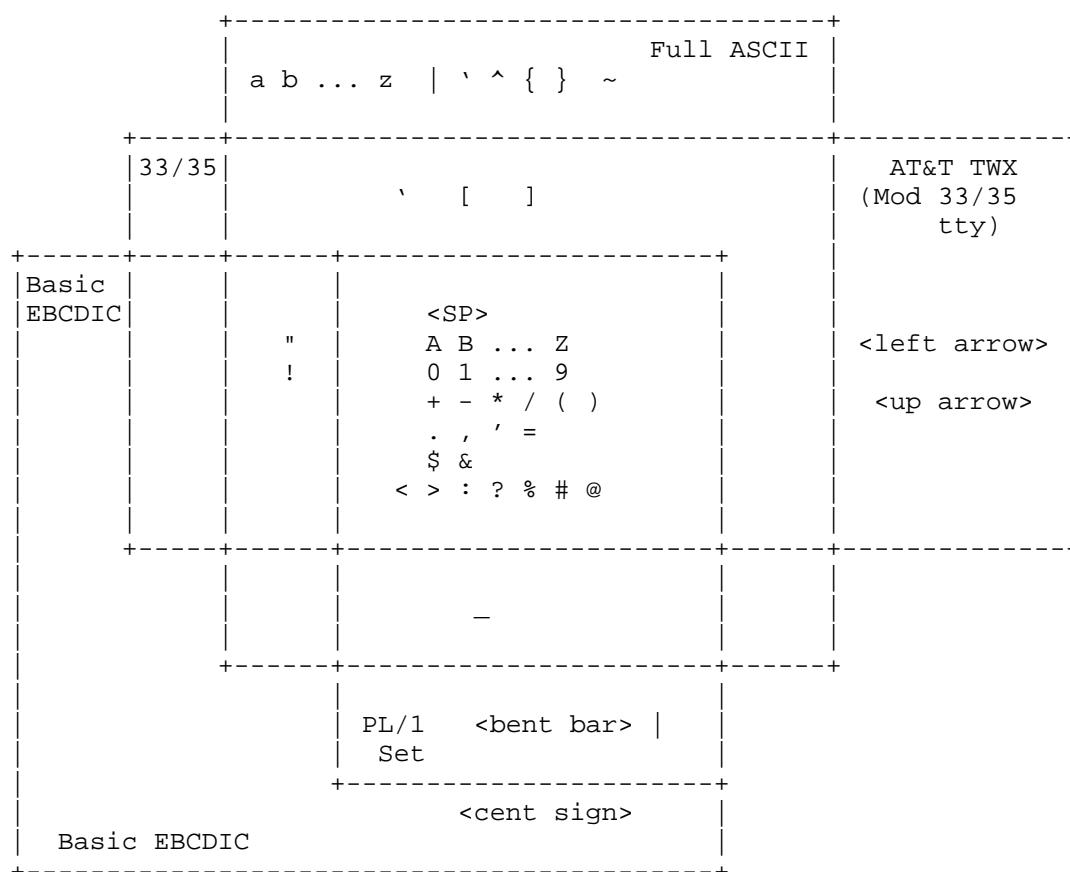 Full ASCII
a b ... z | ` ^ { } ~
33/35 AT&T TWX
` [ ] (Mod 33/35
tty)
Basic
EBCDIC <SP>
" A B ... Z <left arrow>
! 0 1 ... 9
+ - * / ( ) <up arrow>
. , ’ =
$ &
< > : ? % # @
_
PL/1 <bent bar> |
Set
<cent sign>
Basic EBCDIC